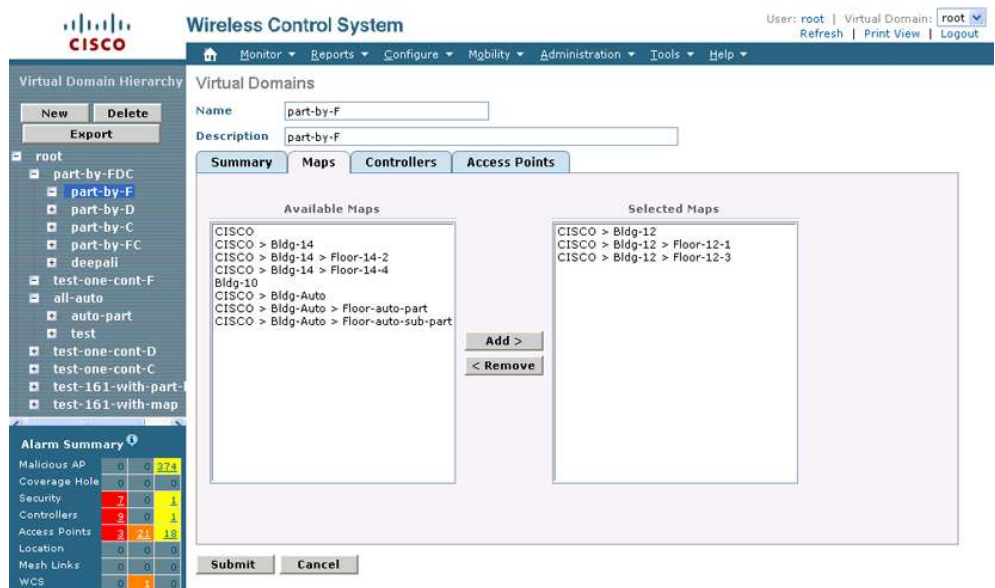 User: root | Virtual Domain: root
CISCO Wireless Control System
Refresh | Print View | Logout
Monitor Reports Configure Mobility Administration Tools Help
Virtual Domain Hierarchy
New Delete
Export
root
part-by-FDC
part-by-F
part-by-D
part-by-C
part-by-FC
deepali
test-one-cont-F
all-auto
auto-part
test
test-one-cont-D
test-one-cont-C
test-161-with-part-
test-161-with-map
Alarm Summary
Malicious AP 0 0 374
Coverage Hole 0 0 0
Security 7 0 1
Controllers 9 0 1
Access Points 3 21 18
Location 0 0 0
Mesh Links 0 0 0
WCS 0 1 0
Virtual Domains
Name part-by-F
Description part-by-F
Summary Maps Controllers Access Points
Available Maps
CISCO
CISCO > Bldg-14
CISCO > Bldg-14 > Floor-14-2
CISCO > Bldg-14 > Floor-14-4
Bldg-10
CISCO > Bldg-Auto
CISCO > Bldg-Auto > Floor-auto-part
CISCO > Bldg-Auto > Floor-auto-sub-part
Add >
< Remove
Selected Maps
CISCO > Bldg-12
CISCO > Bldg-12 > Floor-12-1
CISCO > Bldg-12 > Floor-12-3
Submit Cancel